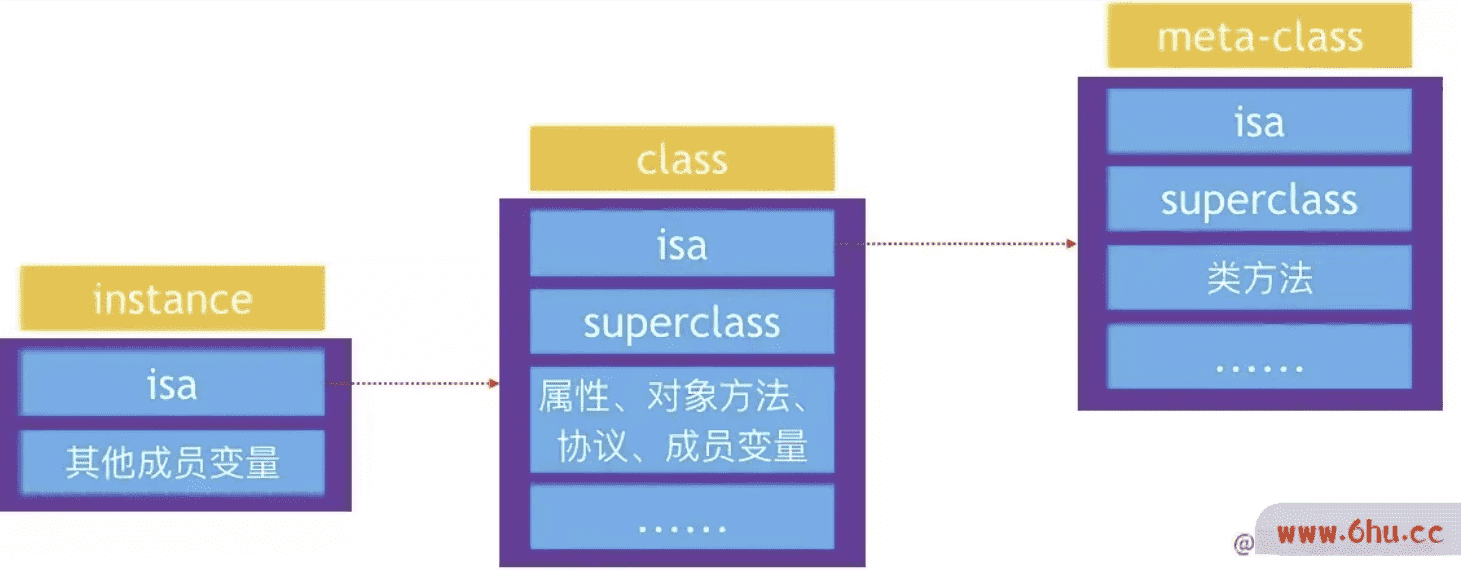 instance
isa
其他成员变量
class
isa
superclass
属性、对象方法、
协议、成员变量
......
meta-class
isa
superclass
类方法
......
@
www.6hu.cc